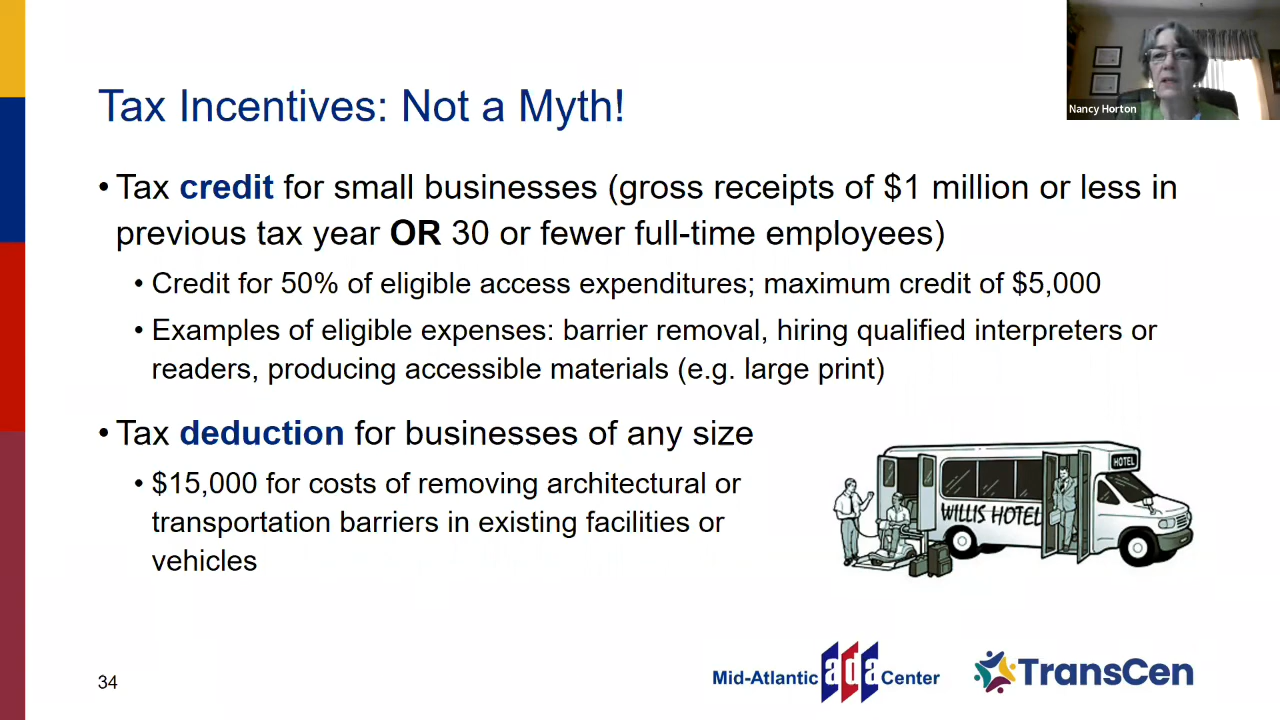 Nancy Horton
Tax Incentives: Not a Myth!
• Tax credit for small businesses (gross receipts of $1 million or less in
previous tax year OR 30 or fewer full-time employees)
• Credit for 50% of eligible access expenditures; maximum credit of $5,000
• Examples of eligible expenses: barrier removal, hiring qualified interpreters or
readers, producing accessible materials (e.g. large print)
• Tax deduction for businesses of any size
• $15,000 for costs of removing architectural or
transportation barriers in existing facilities or
vehicles
HOTEL
WILLIS HOTEL
34
Mid-Atlantic ada Center
TransCen